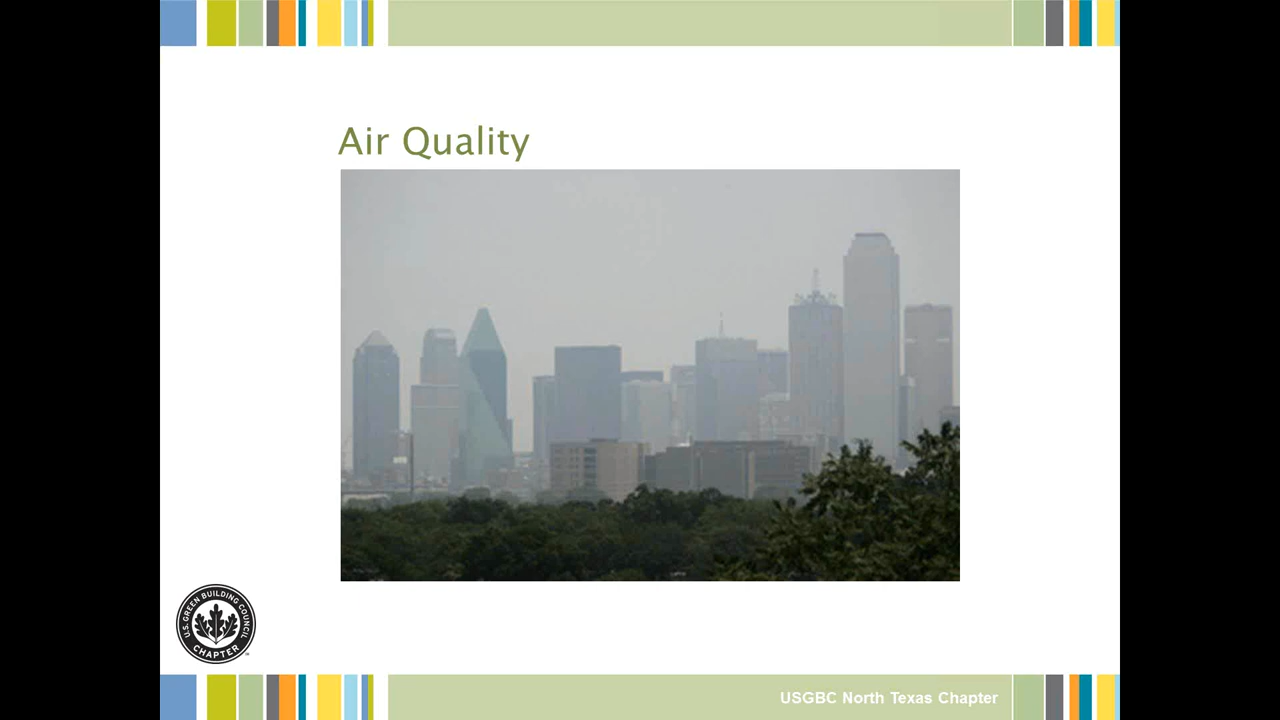 Air Quality
U.S. GREEN BUILDING COUNCIL
CHAPTER
USGBC North Texas Chapter